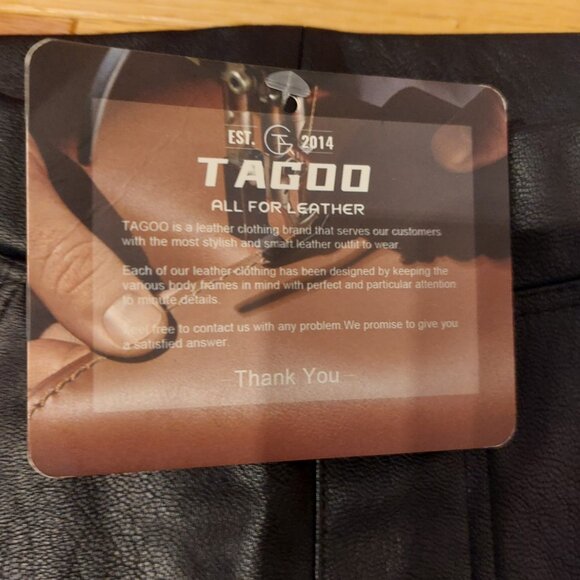 EST. 2014
TAGOO
ALL FOR LEATHER
TAGOO is a leather clothing brand that serves our customers
with the most stylish and smart leather outfit to wear.
Each of our leather clothing has been designed by keeping the
various body frames in mind with perfect and particular attention
to minute details.
Feel free to contact us with any problem.We promise to give you
a satisfied answer.
Thank You